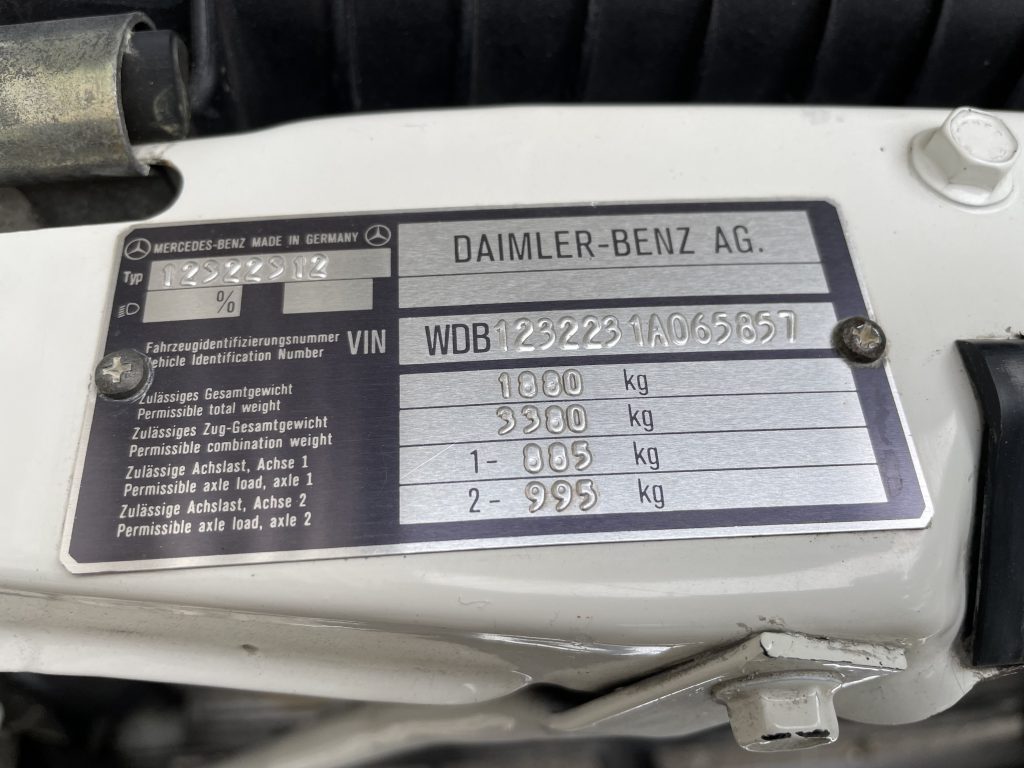 MERCEDES-BENZ MADE IN GERMANY
DAIMLER-BENZ AG.
Typ 12322312
%
Fahrzeugidentifizierungsnummer
Vehicle Identification Number
VIN WDB1232231A065857
Zulässiges Gesamtgewicht
Permissible total weight
1880 kg
Zulässiges Zug-Gesamtgewicht
Permissible combination weight
3380 kg
Zulässige Achslast, Achse 1
Permissible axle load, axle 1
1- 885 kg
Zulässige Achslast, Achse 2
Permissible axle load, axle 2
2- 995 kg